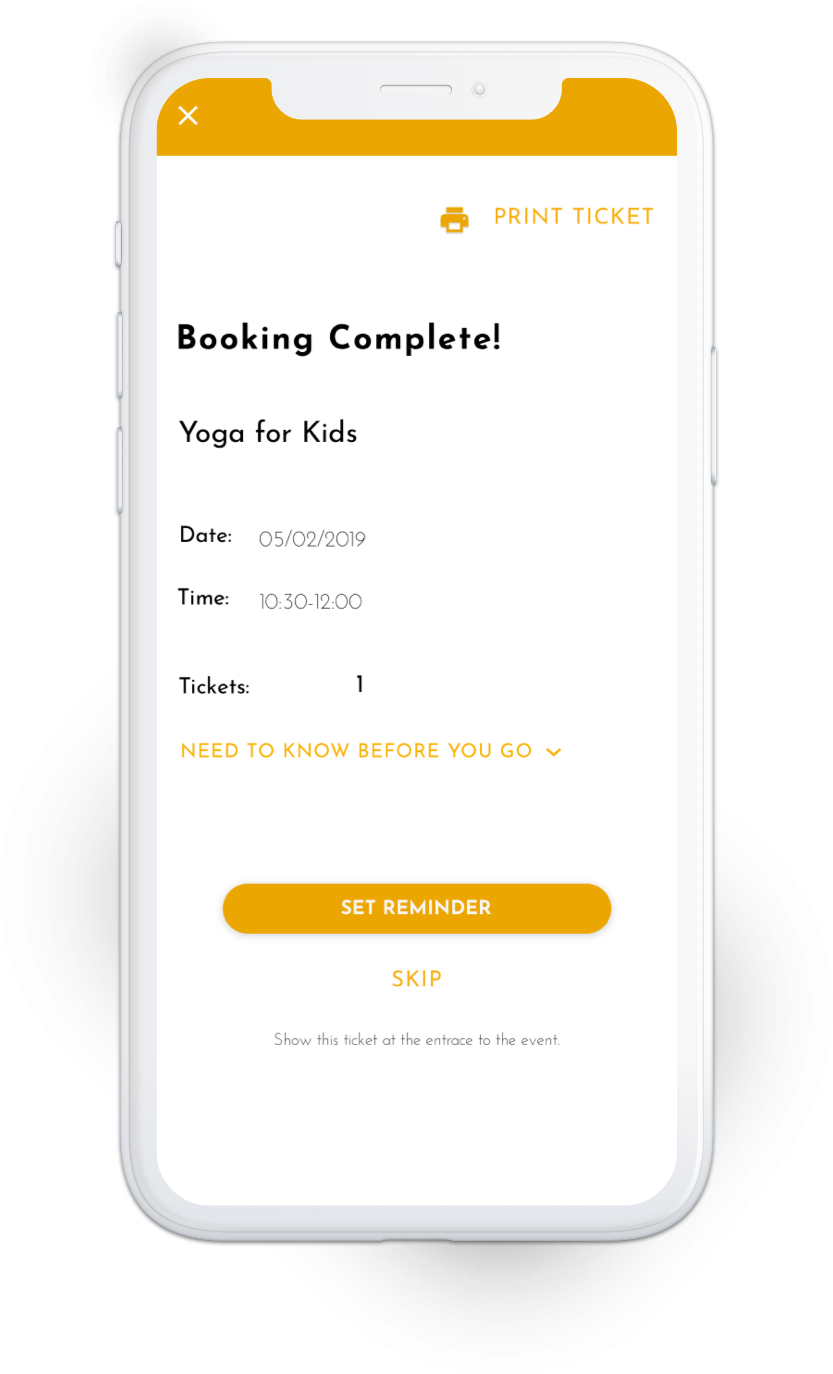 PRINT TICKET
Booking Complete!
Yoga for Kids
Date: 05/02/2019
Time: 10:30-12:00
Tickets: 1
NEED TO KNOW BEFORE YOU GO
SET REMINDER
SKIP
Show this ticket at the entrace to the event.